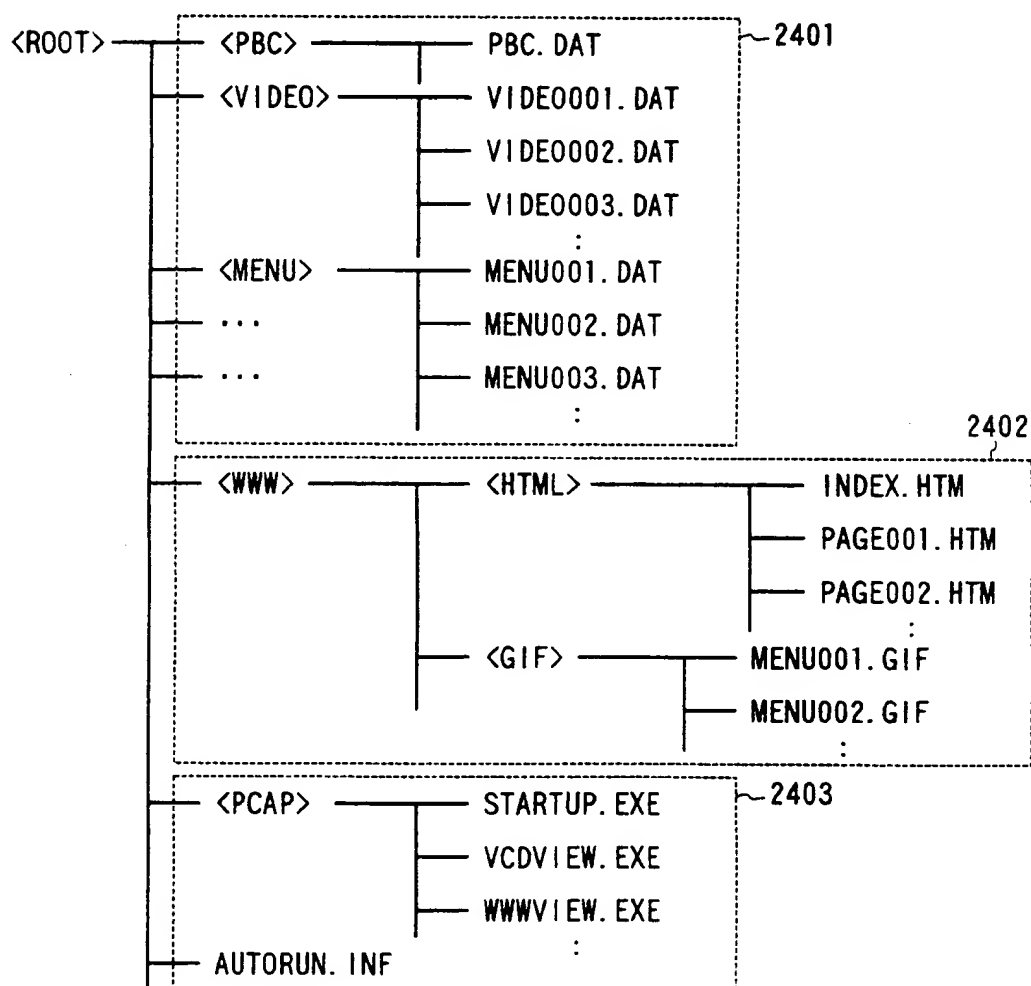 <ROOT> <PBC> PBC.DAT 2401
<VIDEO> VIDEO001.DAT
VIDEO002.DAT
VIDEO003.DAT
:
<MENU> MENU001.DAT
... MENU002.DAT
... MENU003.DAT
:
2402
<WWW> <HTML> INDEX.HTM
PAGE001.HTM
PAGE002.HTM
:
<GIF> MENU001.GIF
MENU002.GIF
:
<PCAP> STARTUP.EXE 2403
VCDVIEW.EXE
WWWVIEW.EXE
:
AUTORUN.INF